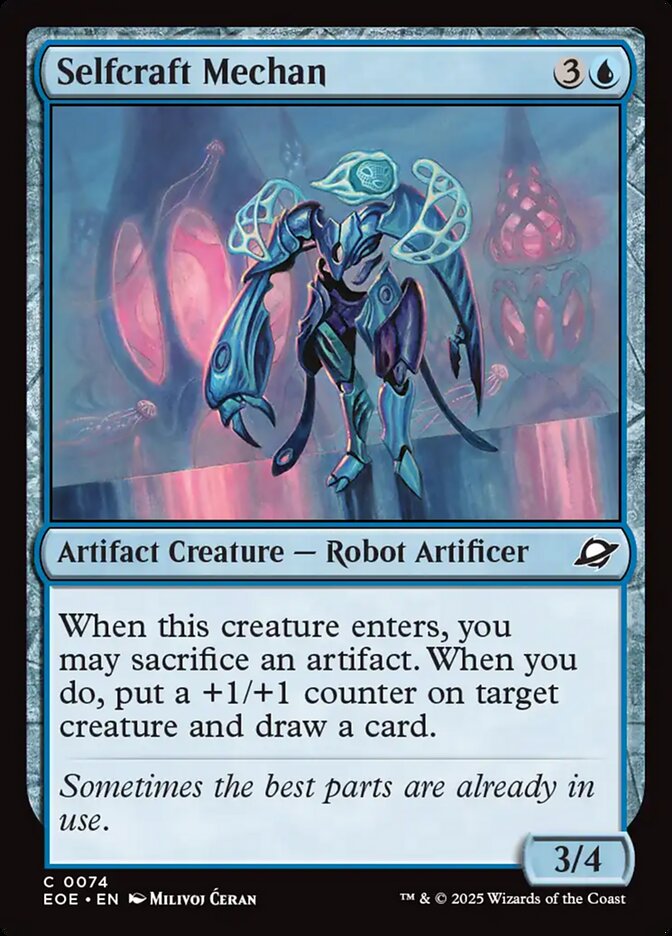 Selfcraft Mechan 3
Artifact Creature — Robot Artificer
When this creature enters, you
may sacrifice an artifact. When you
do, put a +1/+1 counter on target
creature and draw a card.
Sometimes the best parts are already in
use.
3/4
C 0074
EOE • EN Milivoj Ćeran
™ & © 2025 Wizards of the Coast